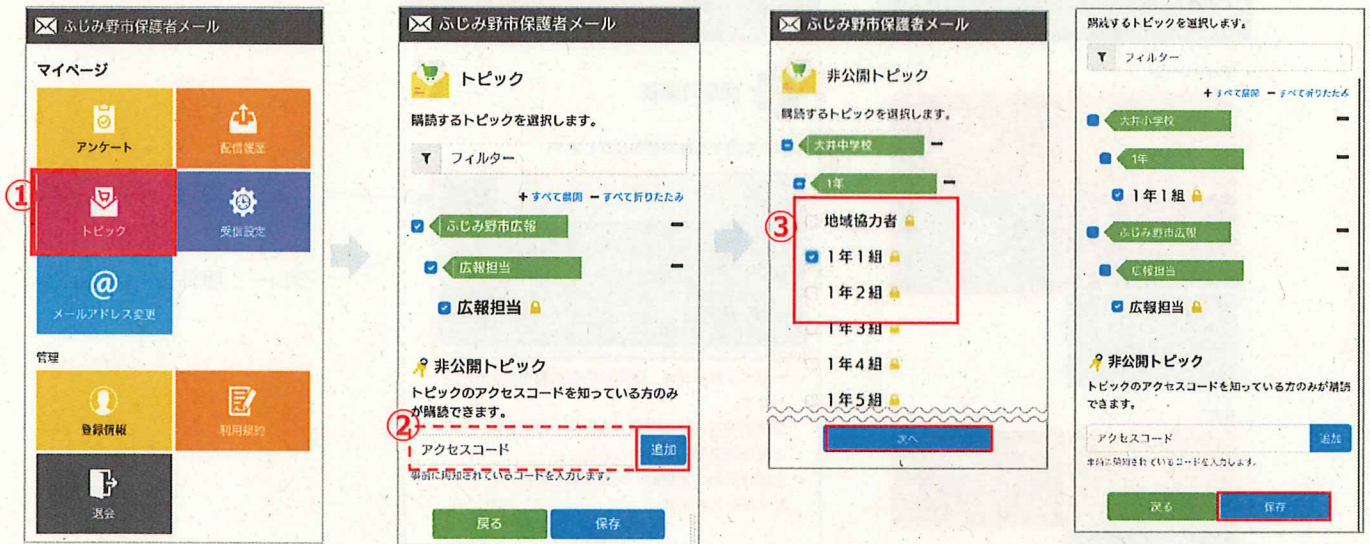 ふじみ野市保護者メール
マイページ
アンケート
配信履歴
①
トピック
受信設定
@
メールアドレス変更
管理
登録情報
利用規約
退会
ふじみ野市保護者メール
トピック
購読するトピックを選択します。
フィルター
+ すべて展開 - すべて折りたたみ
ふじみ野市広報
広報担当
広報担当
非公開トピック
トピックのアクセスコードを知っている方のみ
が購読できます。
②
アクセスコード
追加
事前に周知されているコードを入力します。
戻る
保存
ふじみ野市保護者メール
非公開トピック
購読するトピックを選択します。
大井中学校
1年
③
地域協力者
1年1組
1年2組
1年3組
1年4組
1年5組
次へ
購読するトピックを選択します。
フィルター
+ すべて展開 - すべて折りたたみ
大井小学校
1年
1年1組
ふじみ野市広報
広報担当
広報担当
非公開トピック
トピックのアクセスコードを知っている方のみが購読
できます。
アクセスコード
追加
事前に周知されているコードを入力します。
戻る
保存